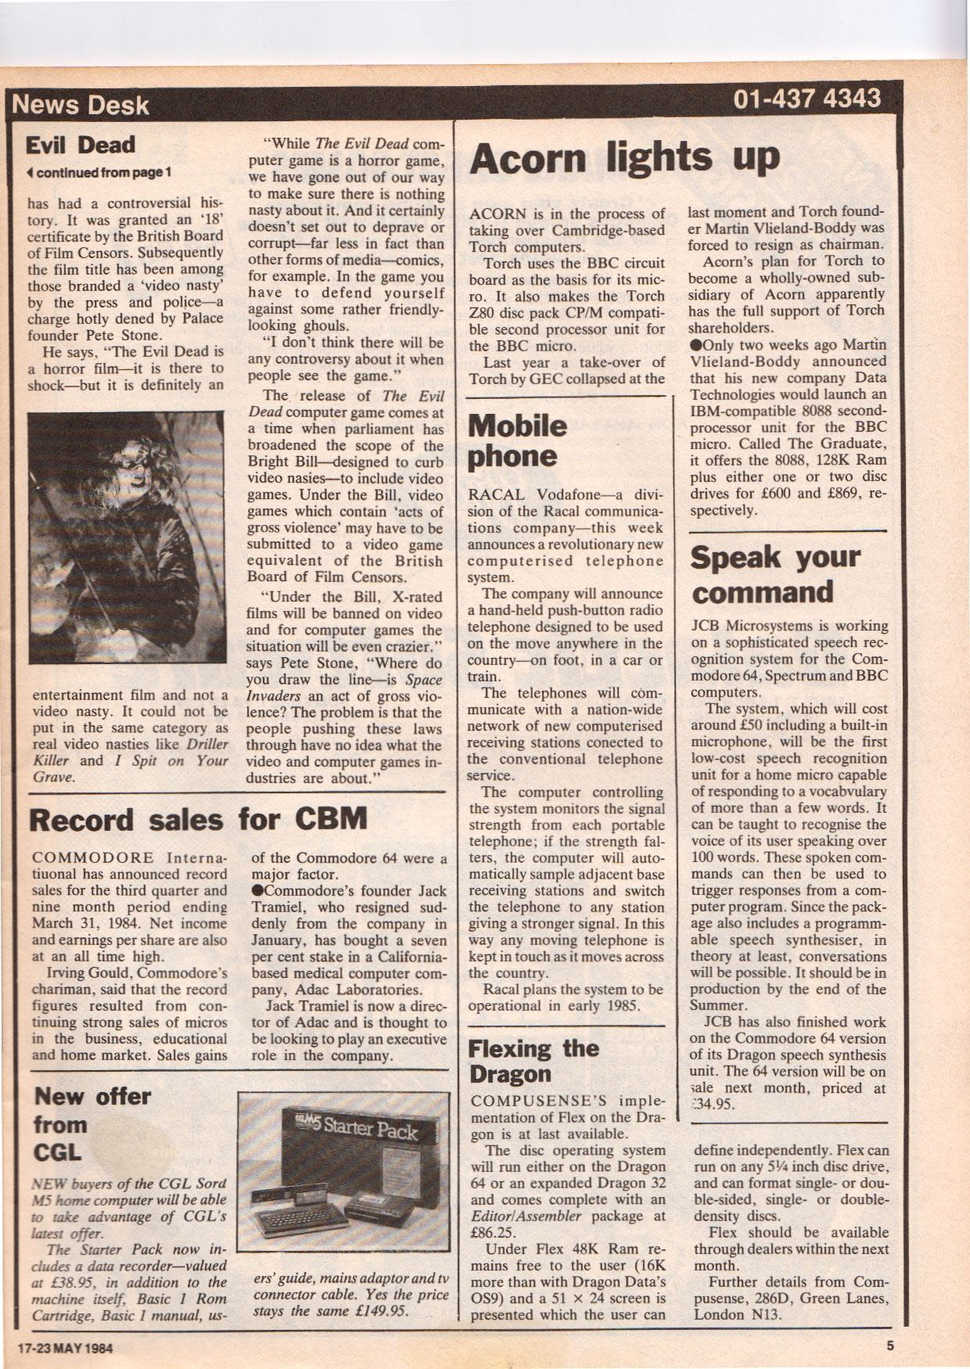 News Desk
01-437 4343
Evil Dead
continued from page 1
has had a controversial his-
tory. It was granted an ‘18’
certificate by the British Board
of Film Censors. Subsequently
the film title has been among
those branded a ‘video nasty’
by the press and police—a
charge hotly dened by Palace
founder Pete Stone.
He says, “The Evil Dead is
a horror film—it is there to
shock—but it is definitely an
entertainment film and not a
video nasty. It could not be
put in the same category as
real video nasties like Driller
Killer and I Spit on Your
Grave.
“While The Evil Dead com-
puter game is a horror game,
we have gone out of our way
to make sure there is nothing
nasty about it. And it certainly
doesn’t set out to deprave or
corrupt—far less in fact than
other forms of media—comics,
for example. In the game you
have to defend yourself
against some rather friendly-
looking ghouls.
“I don’t think there will be
any controversy about it when
people see the game.”
The release of The Evil
Dead computer game comes at
a time when parliament has
broadened the scope of the
Bright Bill—designed to curb
video nasies—to include video
games. Under the Bill, video
games which contain ‘acts of
gross violence’ may have to be
submitted to a video game
equivalent of the British
Board of Film Censors.
“Under the Bill, X-rated
films will be banned on video
and for computer games the
situation will be even crazier.”
says Pete Stone, “Where do
you draw the line—is Space
Invaders an act of gross vio-
lence? The problem is that the
people pushing these laws
through have no idea what the
video and computer games in-
dustries are about.”
Record sales for CBM
COMMODORE Interna-
tiuonal has announced record
sales for the third quarter and
nine month period ending
March 31, 1984. Net income
and earnings per share are also
at an all time high.
Irving Gould, Commodore’s
chariman, said that the record
figures resulted from con-
tinuing strong sales of micros
in the business, educational
and home market. Sales gains
of the Commodore 64 were a
major factor.
●Commodore’s founder Jack
Tramiel, who resigned sud-
denly from the company in
January, has bought a seven
per cent stake in a California-
based medical computer com-
pany, Adac Laboratories.
Jack Tramiel is now a direc-
tor of Adac and is thought to
be looking to play an executive
role in the company.
New offer
from
CGL
NEW buyers of the CGL Sord
M5 home computer will be able
to take advantage of CGL’s
latest offer.
The Starter Pack now in-
cludes a data recorder—valued
at £38.95, in addition to the
machine itself, Basic 1 Rom
Cartridge, Basic 1 manual, us-
M5 Starter Pack
ers’ guide, mains adaptor and tv
connector cable. Yes the price
stays the same £149.95.
Acorn lights up
ACORN is in the process of
taking over Cambridge-based
Torch computers.
Torch uses the BBC circuit
board as the basis for its mic-
ro. It also makes the Torch
Z80 disc pack CP/M compati-
ble second processor unit for
the BBC micro.
Last year a take-over of
Torch by GEC collapsed at the
last moment and Torch found-
er Martin Vlieland-Boddy was
forced to resign as chairman.
Acorn’s plan for Torch to
become a wholly-owned sub-
sidiary of Acorn apparently
has the full support of Torch
shareholders.
●Only two weeks ago Martin
Vlieland-Boddy announced
that his new company Data
Technologies would launch an
IBM-compatible 8088 second-
processor unit for the BBC
micro. Called The Graduate,
it offers the 8088, 128K Ram
plus either one or two disc
drives for £600 and £869, re-
spectively.
Mobile
phone
RACAL Vodafone—a divi-
sion of the Racal communica-
tions company—this week
announces a revolutionary new
computerised telephone
system.
The company will announce
a hand-held push-button radio
telephone designed to be used
on the move anywhere in the
country—on foot, in a car or
train.
The telephones will com-
municate with a nation-wide
network of new computerised
receiving stations conected to
the conventional telephone
service.
The computer controlling
the system monitors the signal
strength from each portable
telephone; if the strength fal-
ters, the computer will auto-
matically sample adjacent base
receiving stations and switch
the telephone to any station
giving a stronger signal. In this
way any moving telephone is
kept in touch as it moves across
the country.
Racal plans the system to be
operational in early 1985.
Speak your
command
JCB Microsystems is working
on a sophisticated speech rec-
ognition system for the Com-
modore 64, Spectrum and BBC
computers.
The system, which will cost
around £50 including a built-in
microphone, will be the first
low-cost speech recognition
unit for a home micro capable
of responding to a vocabvulary
of more than a few words. It
can be taught to recognise the
voice of its user speaking over
100 words. These spoken com-
mands can then be used to
trigger responses from a com-
puter program. Since the pack-
age also includes a programm-
able speech synthesiser, in
theory at least, conversations
will be possible. It should be in
production by the end of the
Summer.
JCB has also finished work
on the Commodore 64 version
of its Dragon speech synthesis
unit. The 64 version will be on
sale next month, priced at
£34.95.
Flexing the
Dragon
COMPUSENSE’S imple-
mentation of Flex on the Dra-
gon is at last available.
The disc operating system
will run either on the Dragon
64 or an expanded Dragon 32
and comes complete with an
Editor/Assembler package at
£86.25.
Under Flex 48K Ram re-
mains free to the user (16K
more than with Dragon Data’s
OS9) and a 51 × 24 screen is
presented which the user can
define independently. Flex can
run on any 5¼ inch disc drive,
and can format single- or dou-
ble-sided, single- or double-
density discs.
Flex should be available
through dealers within the next
month.
Further details from Com-
pusense, 286D, Green Lanes,
London N13.
17-23 MAY 1984
5